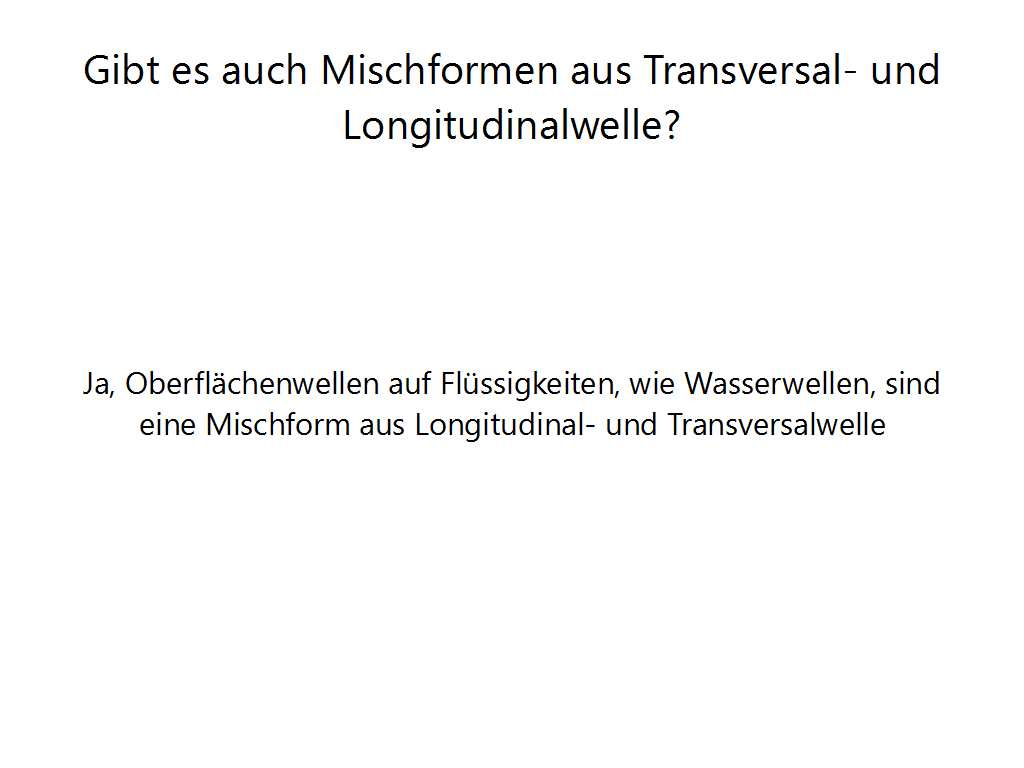 Gibt es auch Mischformen aus Transversal- und
Longitudinalwelle?
Ja, Oberflächenwellen auf Flüssigkeiten, wie Wasserwellen, sind
eine Mischform aus Longitudinal- und Transversalwelle